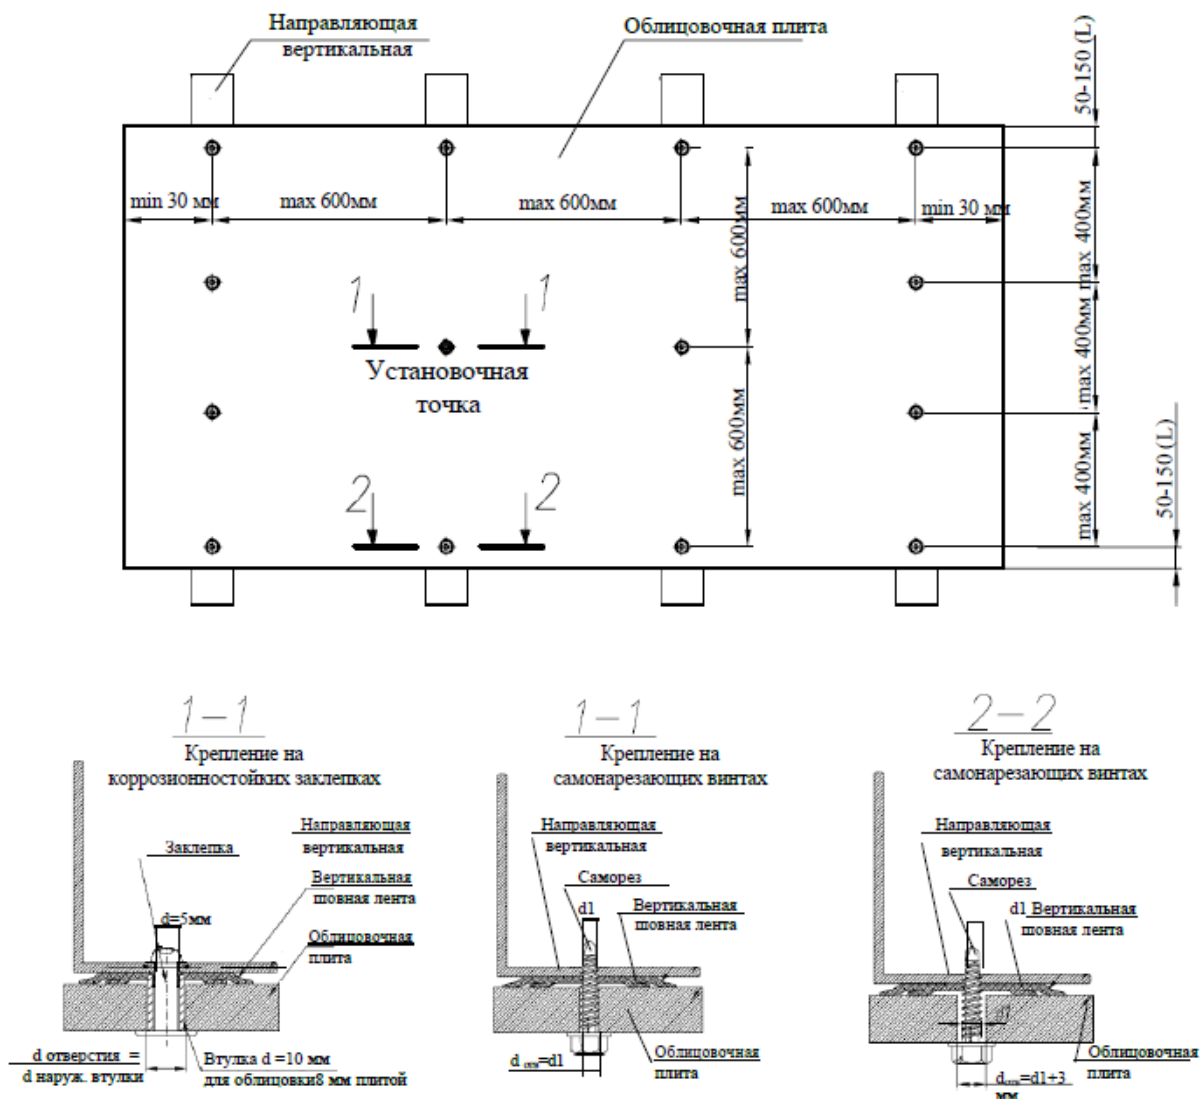 Направляющая
вертикальная
Облицовочная плита
50-150 (L)
min 30 мм
max 600мм
max 600мм
max 600мм
min 30 мм
max 600мм
max 400мм
1
1
Установочная
точка
max 400мм
max 600мм
2
2
max 400мм
50-150 (L)
1-1
Крепление на
коррозионностойких заклепках
Заклепка
Направляющая
вертикальная
Вертикальная
шовная лента
d=5мм
Облицовочная
плита
d отверстия =
d наруж. втулки
Втулка d =10 мм
для облицовки8 мм плитой
1-1
Крепление на
самонарезающих винтах
Направляющая
вертикальная
Саморез
d1
Вертикальная
шовная лента
d отв=d1
Облицовочная
плита
2-2
Крепление на
самонарезающих винтах
Направляющая
вертикальная
Саморез
d1 Вертикальная
шовная лента
d1
dотв=d1+3
мм
Облицовочная
плита